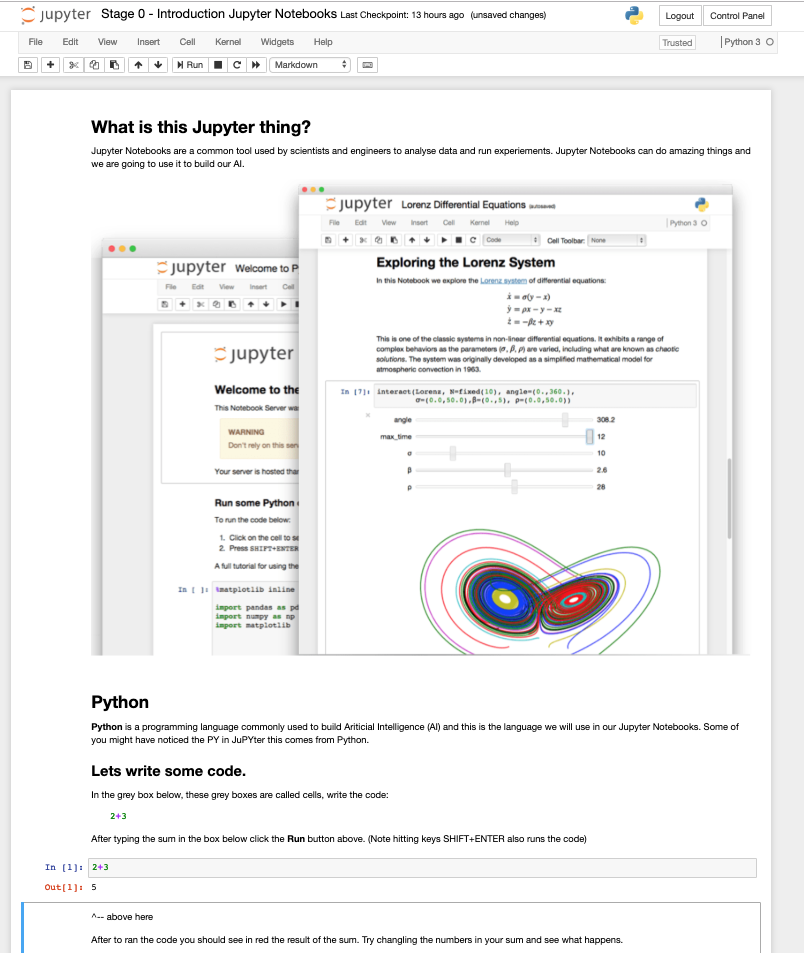 jupyter Stage 0 - Introduction Jupyter Notebooks Last Checkpoint: 13 hours ago (unsaved changes)
Logout Control Panel
File Edit View Insert Cell Kernel Widgets Help
Trusted Python 3
Run Markdown
What is this Jupyter thing?
Jupyter Notebooks are a common tool used by scientists and engineers to analyse data and run experiements. Jupyter Notebooks can do amazing things and
we are going to use it to build our AI.
jupyter Welcome to P
File Edit View Insert Cell
jupyter
Welcome to the
This Notebook Server wa
WARNING
Don't rely on this serv
Your server is hosted than
Run some Python
To run the code below:
1. Click on the cell to se
2. Press SHIFT+ENTER
A full tutorial for using the
In [ ]: %matplotlib inline
import pandas as pd
import numpy as np
import matplotlib
jupyter Lorenz Differential Equations (autosaved)
File Edit View Insert Cell Kernel Help
Python 3
Code Cell Toolbar: None
Exploring the Lorenz System
In this Notebook we explore the Lorenz system of differential equations:
ẋ = σ(y − x)
ẏ = ρx − y − xz
ż = −βz + xy
This is one of the classic systems in non-linear differential equations. It exhibits a range of
complex behaviors as the parameters (σ, β, ρ) are varied, including what are known as chaotic
solutions. The system was originally developed as a simplified mathematical model for
atmospheric convection in 1963.
In [7]: interact(Lorenz, N=fixed(10), angle=(0.,360.),
σ=(0.0,50.0),β=(0.,5), ρ=(0.0,50.0))
angle 308.2
max_time 12
σ 10
β 2.6
ρ 28
Python
Python is a programming language commonly used to build Ariticial Intelligence (AI) and this is the language we will use in our Jupyter Notebooks. Some of
you might have noticed the PY in JuPYter this comes from Python.
Lets write some code.
In the grey box below, these grey boxes are called cells, write the code:
2+3
After typing the sum in the box below click the Run button above. (Note hitting keys SHIFT+ENTER also runs the code)
In [1]: 2+3
Out[1]: 5
^-- above here
After to ran the code you should see in red the result of the sum. Try changling the numbers in your sum and see what happens.